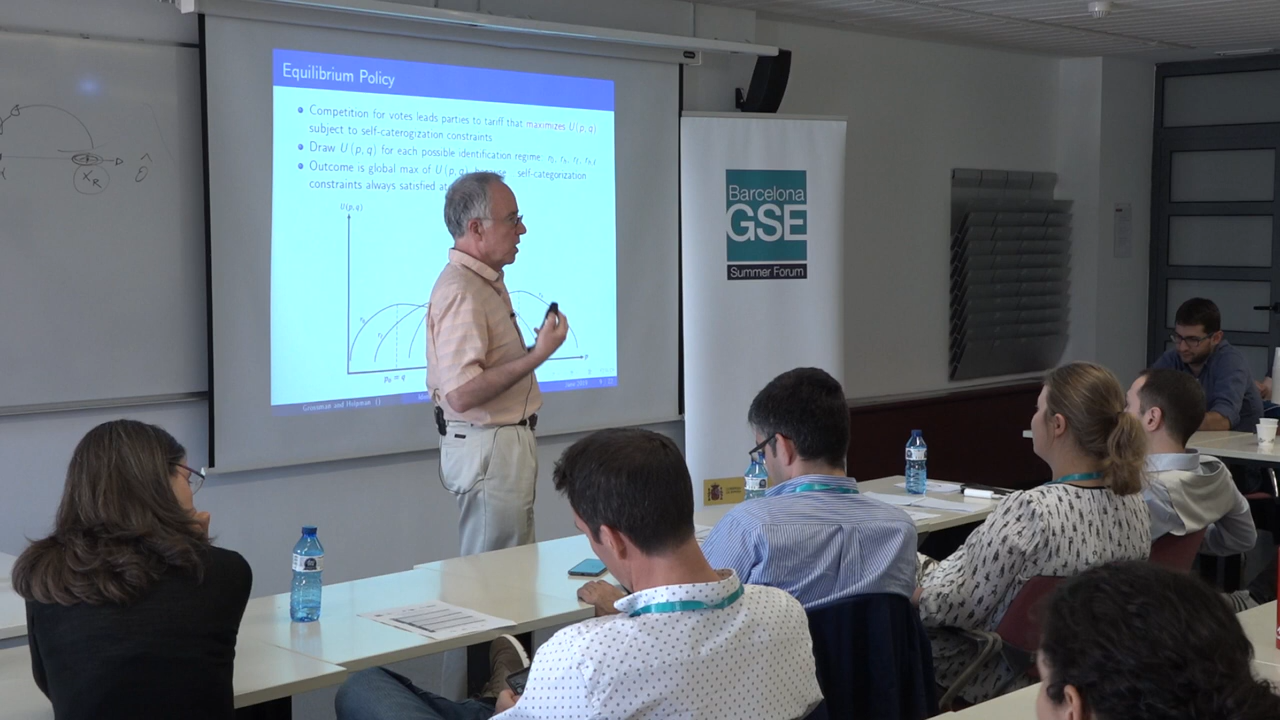 Equilibrium Policy
Competition for votes leads parties to tariff that maximizes U(p,q)
subject to self-caterogization constraints
Draw U(p,q) for each possible identification regime
Outcome is global max of U(p,q) self-categorization
constraints always satisfied at
U(p,q)
p
p₀ = q
Grossman and Helpman ()
June 2019
X_R
Barcelona
GSE
Summer Forum